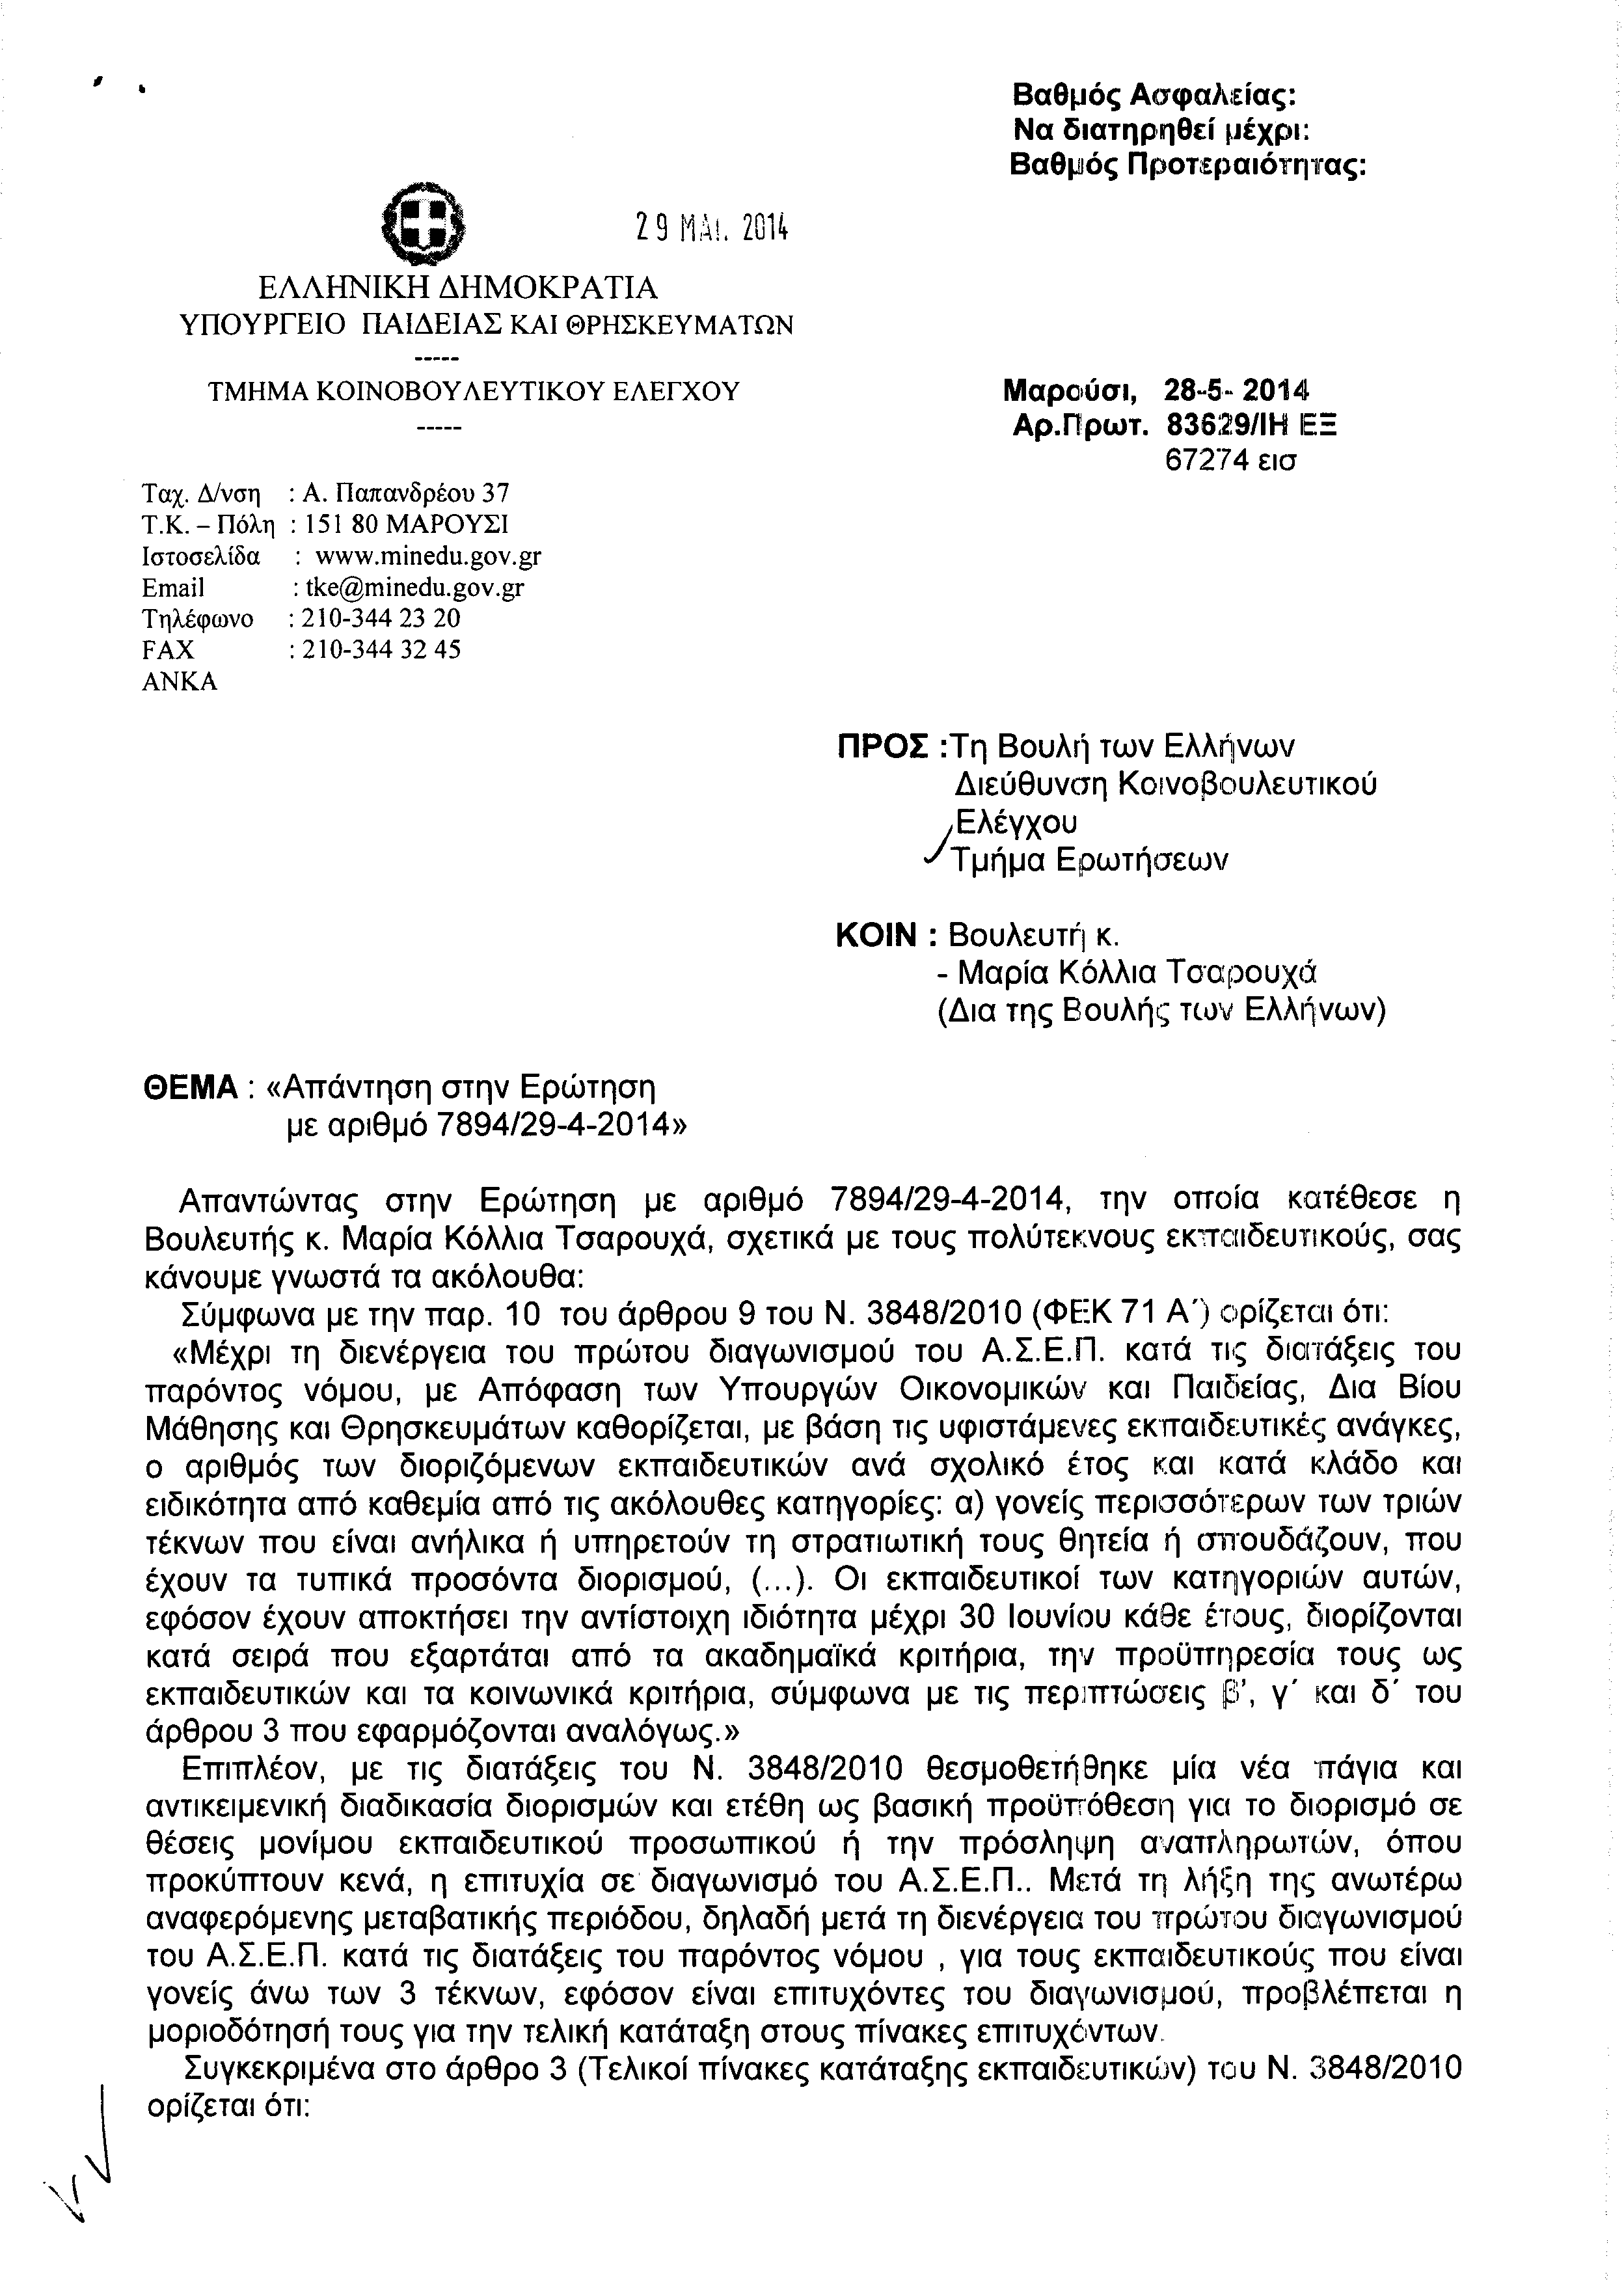 Βαθμός Ασφαλείας:
Να διατηρηθεί μέχρι:
Βαθμός Προτεραιότητας:
29 ΜΑΙ. 2014
ΕΛΛΗΝΙΚΗ ΔΗΜΟΚΡΑΤΙΑ
ΥΠΟΥΡΓΕΙΟ ΠΑΙΔΕΙΑΣ ΚΑΙ ΘΡΗΣΚΕΥΜΑΤΩΝ
-----
ΤΜΗΜΑ ΚΟΙΝΟΒΟΥΛΕΥΤΙΚΟΥ ΕΛΕΓΧΟΥ
-----
Μαρούσι, 28-5- 2014
Αρ.Πρωτ. 83629/ΙΗ ΕΞ
67274 εισ
Ταχ. Δ/νση : Α. Παπανδρέου 37
Τ.Κ. – Πόλη : 151 80 ΜΑΡΟΥΣΙ
Ιστοσελίδα : www.minedu.gov.gr
Email : tke@minedu.gov.gr
Τηλέφωνο : 210-344 23 20
FAX : 210-344 32 45
ΑΝΚΑ
ΠΡΟΣ :Τη Βουλή των Ελλήνων
Διεύθυνση Κοινοβουλευτικού
Ελέγχου
Τμήμα Ερωτήσεων
ΚΟΙΝ : Βουλευτή κ.
- Μαρία Κόλλια Τσαρουχά
(Δια της Βουλής των Ελλήνων)
ΘΕΜΑ : «Απάντηση στην Ερώτηση
με αριθμό 7894/29-4-2014»
Απαντώντας στην Ερώτηση με αριθμό 7894/29-4-2014, την οποία κατέθεσε η
Βουλευτής κ. Μαρία Κόλλια Τσαρουχά, σχετικά με τους πολύτεκνους εκπαιδευτικούς, σας
κάνουμε γνωστά τα ακόλουθα:
Σύμφωνα με την παρ. 10 του άρθρου 9 του Ν. 3848/2010 (ΦΕΚ 71 Α΄) ορίζεται ότι:
«Μέχρι τη διενέργεια του πρώτου διαγωνισμού του Α.Σ.Ε.Π. κατά τις διατάξεις του
παρόντος νόμου, με Απόφαση των Υπουργών Οικονομικών και Παιδείας, Δια Βίου
Μάθησης και Θρησκευμάτων καθορίζεται, με βάση τις υφιστάμενες εκπαιδευτικές ανάγκες,
ο αριθμός των διοριζόμενων εκπαιδευτικών ανά σχολικό έτος και κατά κλάδο και
ειδικότητα από καθεμία από τις ακόλουθες κατηγορίες: α) γονείς περισσότερων των τριών
τέκνων που είναι ανήλικα ή υπηρετούν τη στρατιωτική τους θητεία ή σπουδάζουν, που
έχουν τα τυπικά προσόντα διορισμού, (...). Οι εκπαιδευτικοί των κατηγοριών αυτών,
εφόσον έχουν αποκτήσει την αντίστοιχη ιδιότητα μέχρι 30 Ιουνίου κάθε έτους, διορίζονται
κατά σειρά που εξαρτάται από τα ακαδημαϊκά κριτήρια, την προϋπηρεσία τους ως
εκπαιδευτικών και τα κοινωνικά κριτήρια, σύμφωνα με τις περιπτώσεις β’, γ΄ και δ΄ του
άρθρου 3 που εφαρμόζονται αναλόγως.»
Επιπλέον, με τις διατάξεις του Ν. 3848/2010 θεσμοθετήθηκε μία νέα πάγια και
αντικειμενική διαδικασία διορισμών και ετέθη ως βασική προϋπόθεση για το διορισμό σε
θέσεις μονίμου εκπαιδευτικού προσωπικού ή την πρόσληψη αναπληρωτών, όπου
προκύπτουν κενά, η επιτυχία σε διαγωνισμό του Α.Σ.Ε.Π.. Μετά τη λήξη της ανωτέρω
αναφερόμενης μεταβατικής περιόδου, δηλαδή μετά τη διενέργεια του πρώτου διαγωνισμού
του Α.Σ.Ε.Π. κατά τις διατάξεις του παρόντος νόμου , για τους εκπαιδευτικούς που είναι
γονείς άνω των 3 τέκνων, εφόσον είναι επιτυχόντες του διαγωνισμού, προβλέπεται η
μοριοδότησή τους για την τελική κατάταξη στους πίνακες επιτυχόντων.
Συγκεκριμένα στο άρθρο 3 (Τελικοί πίνακες κατάταξης εκπαιδευτικών) του Ν. 3848/2010
ορίζεται ότι: